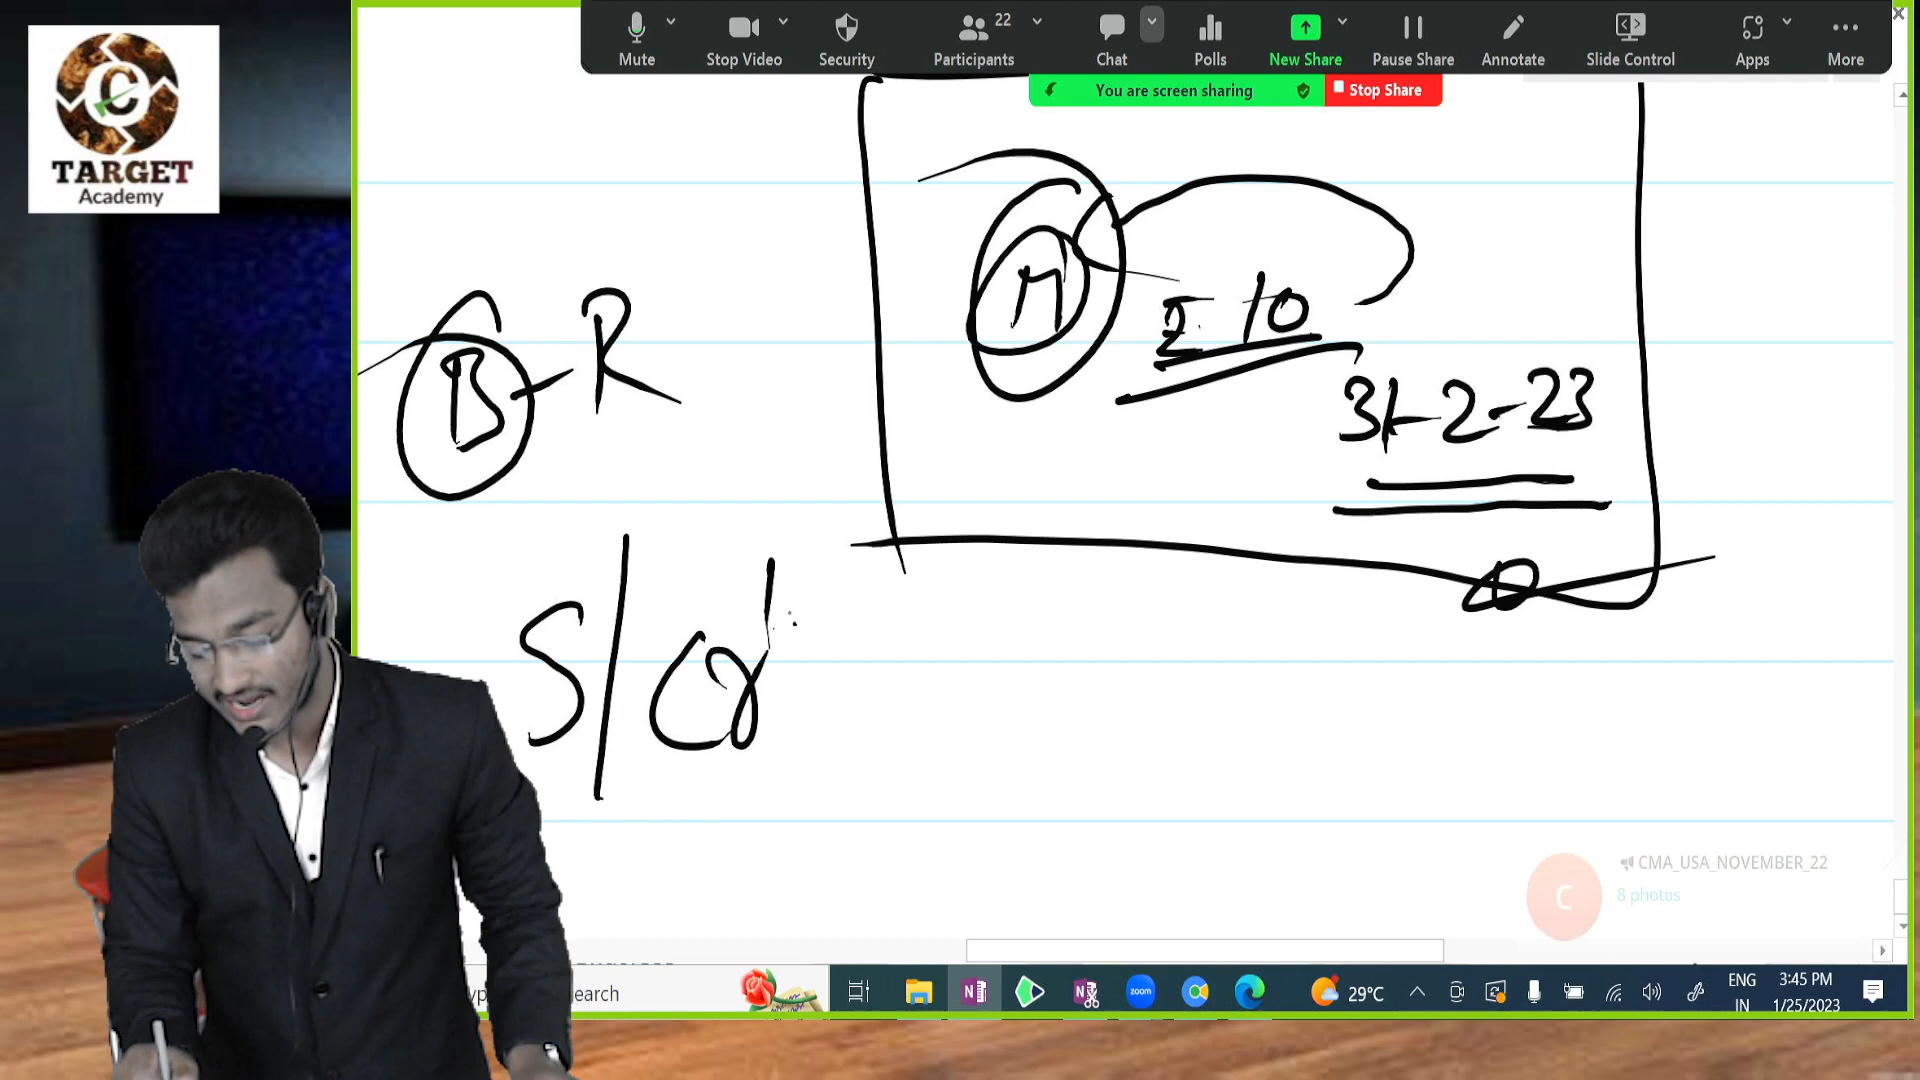 22
Mute
Stop Video
Security
Participants
Chat
Polls
New Share
Pause Share
Annotate
Slide Control
Apps
More
You are screen sharing
Stop Share
C
TARGET
Academy
M
10
B - R
31-2-23
S/
CMA_USA_NOVEMBER_22
C
8 photos
earch
zoom
29°C
ENG
IN
3:45 PM
1/25/2023